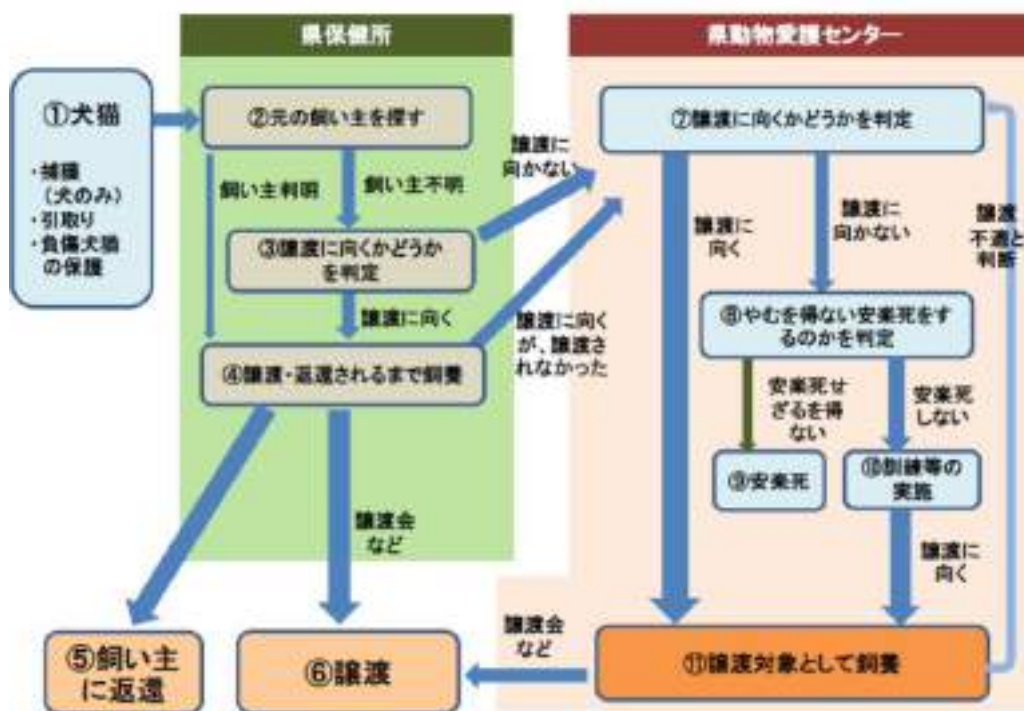 県保健所
県動物愛護センター
①犬猫
・捕獲
（犬のみ）
・引取り
・負傷犬猫
の保護
②元の飼い主を探す
飼い主判明
飼い主不明
③譲渡に向くかどうか
を判定
譲渡に
向かない
譲渡に向く
④譲渡・返還されるまで飼養
譲渡に向く
が、譲渡さ
れなかった
譲渡会
など
⑤飼い主
に返還
⑥譲渡
⑦譲渡に向くかどうかを判定
譲渡に
向く
譲渡に
向かない
譲渡
不適と
判断
⑧やむを得ない安楽死をす
るのかを判定
安楽死せ
ざるを得
ない
安楽死
しない
⑨安楽死
⑩訓練等の
実施
譲渡に
向く
譲渡会
など
⑪譲渡対象として飼養